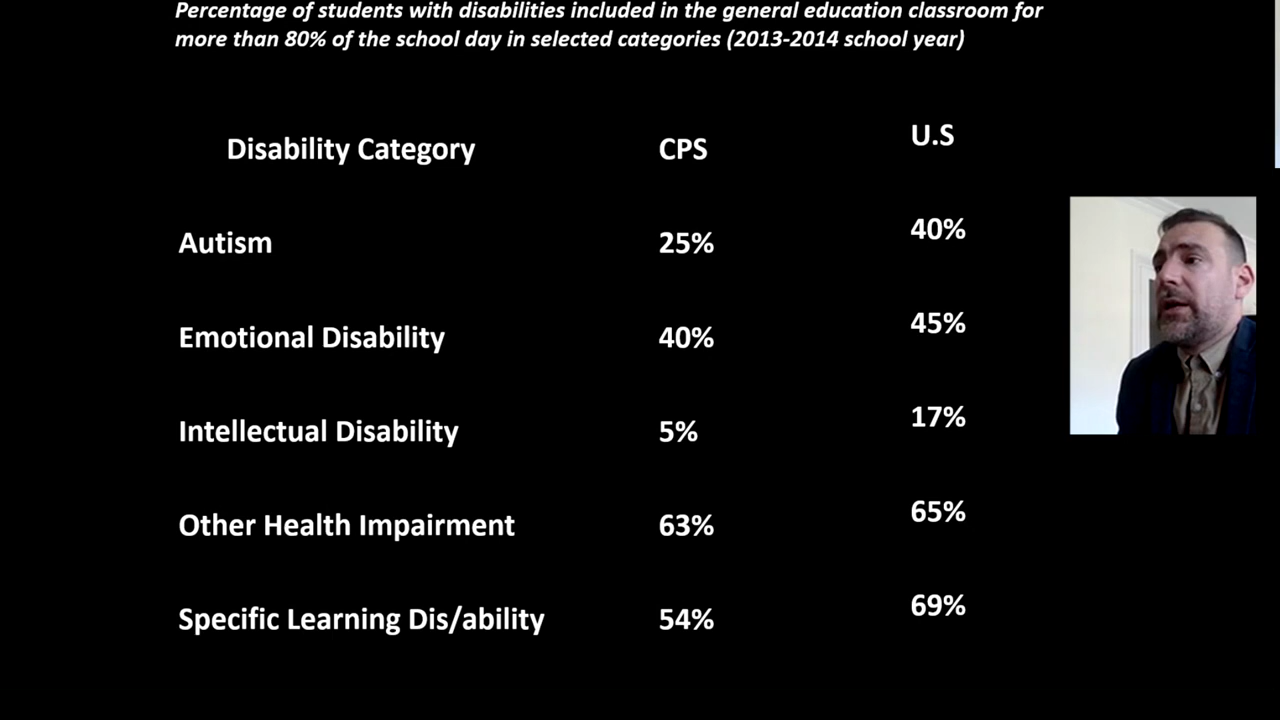 Percentage of students with disabilities included in the general education classroom for
more than 80% of the school day in selected categories (2013-2014 school year)
Disability Category CPS U.S
Autism 25% 40%
Emotional Disability 40% 45%
Intellectual Disability 5% 17%
Other Health Impairment 63% 65%
Specific Learning Dis/ability 54% 69%